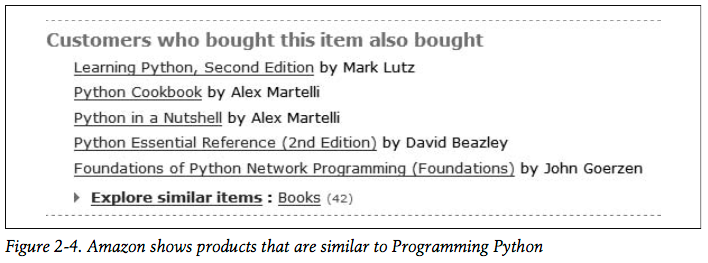 Customers who bought this item also bought
Learning Python, Second Edition by Mark Lutz
Python Cookbook by Alex Martelli
Python in a Nutshell by Alex Martelli
Python Essential Reference (2nd Edition) by David Beazley
Foundations of Python Network Programming (Foundations) by John Goerzen
Explore similar items : Books (42)
Figure 2-4. Amazon shows products that are similar to Programming Python